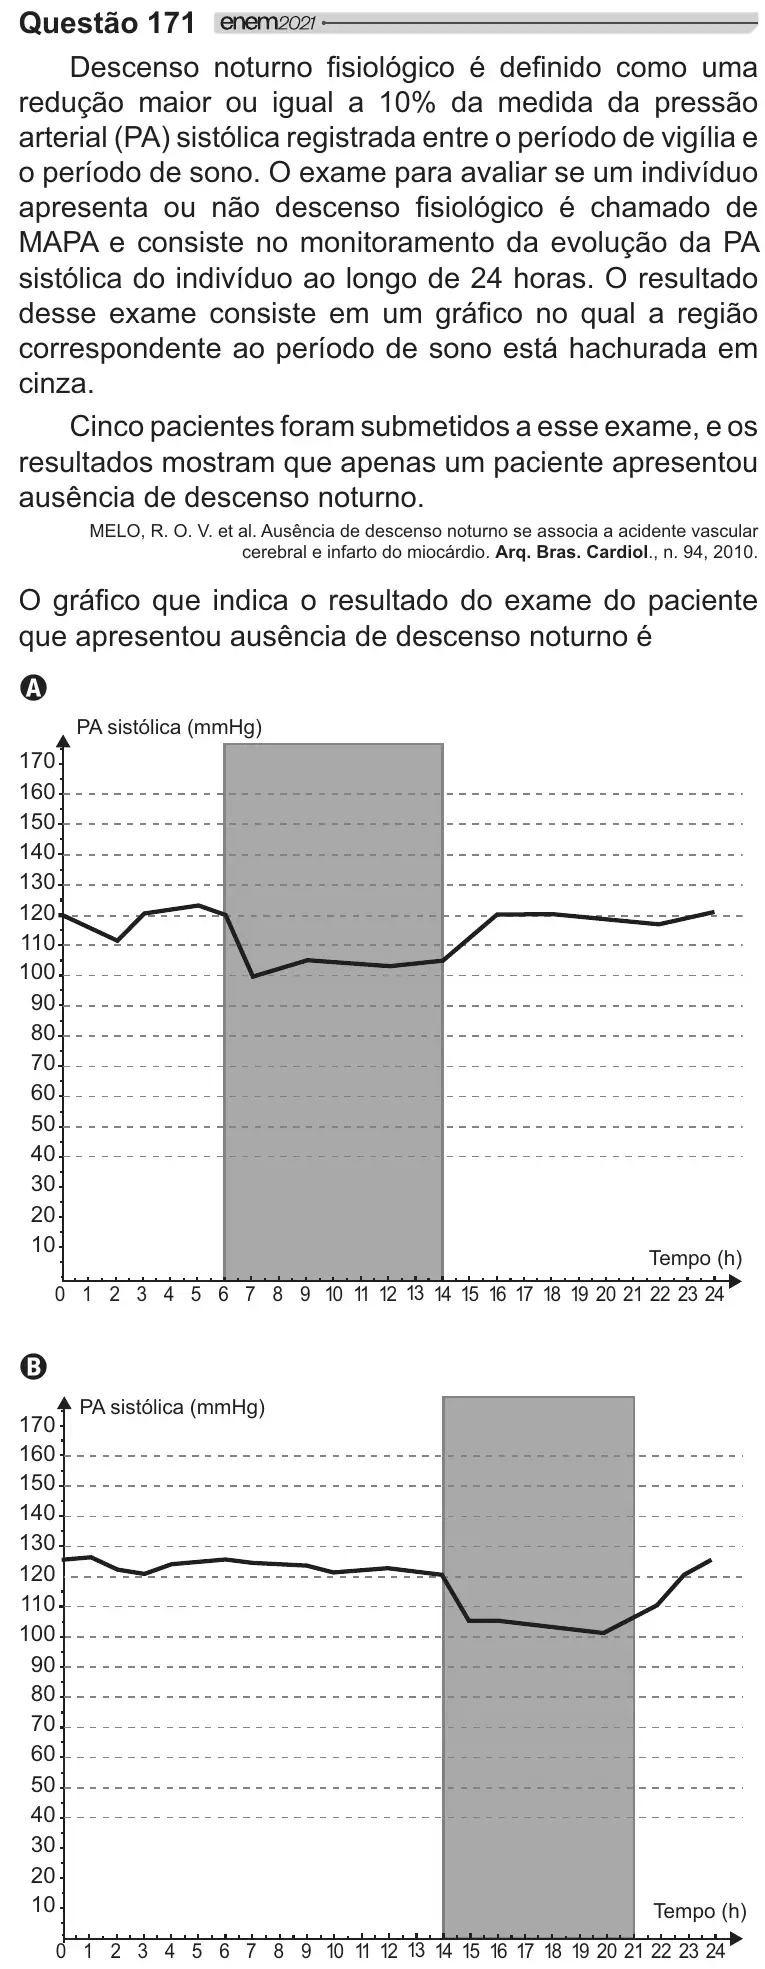 Questão 171 enem2021
Descenso noturno fisiológico é definido como uma
redução maior ou igual a 10% da medida da pressão
arterial (PA) sistólica registrada entre o período de vigília e
o período de sono. O exame para avaliar se um indivíduo
apresenta ou não descenso fisiológico é chamado de
MAPA e consiste no monitoramento da evolução da PA
sistólica do indivíduo ao longo de 24 horas. O resultado
desse exame consiste em um gráfico no qual a região
correspondente ao período de sono está hachurada em
cinza.
Cinco pacientes foram submetidos a esse exame, e os
resultados mostram que apenas um paciente apresentou
ausência de descenso noturno.
MELO, R. O. V. et al. Ausência de descenso noturno se associa a acidente vascular
cerebral e infarto do miocárdio. Arq. Bras. Cardiol., n. 94, 2010.
O gráfico que indica o resultado do exame do paciente
que apresentou ausência de descenso noturno é
A
PA sistólica (mmHg)
170
160
150
140
130
120
110
100
90
80
70
60
50
40
30
20
10
Tempo (h)
0 1 2 3 4 5 6 7 8 9 10 11 12 13 14 15 16 17 18 19 20 21 22 23 24
B
PA sistólica (mmHg)
170
160
150
140
130
120
110
100
90
80
70
60
50
40
30
20
10
Tempo (h)
0 1 2 3 4 5 6 7 8 9 10 11 12 13 14 15 16 17 18 19 20 21 22 23 24